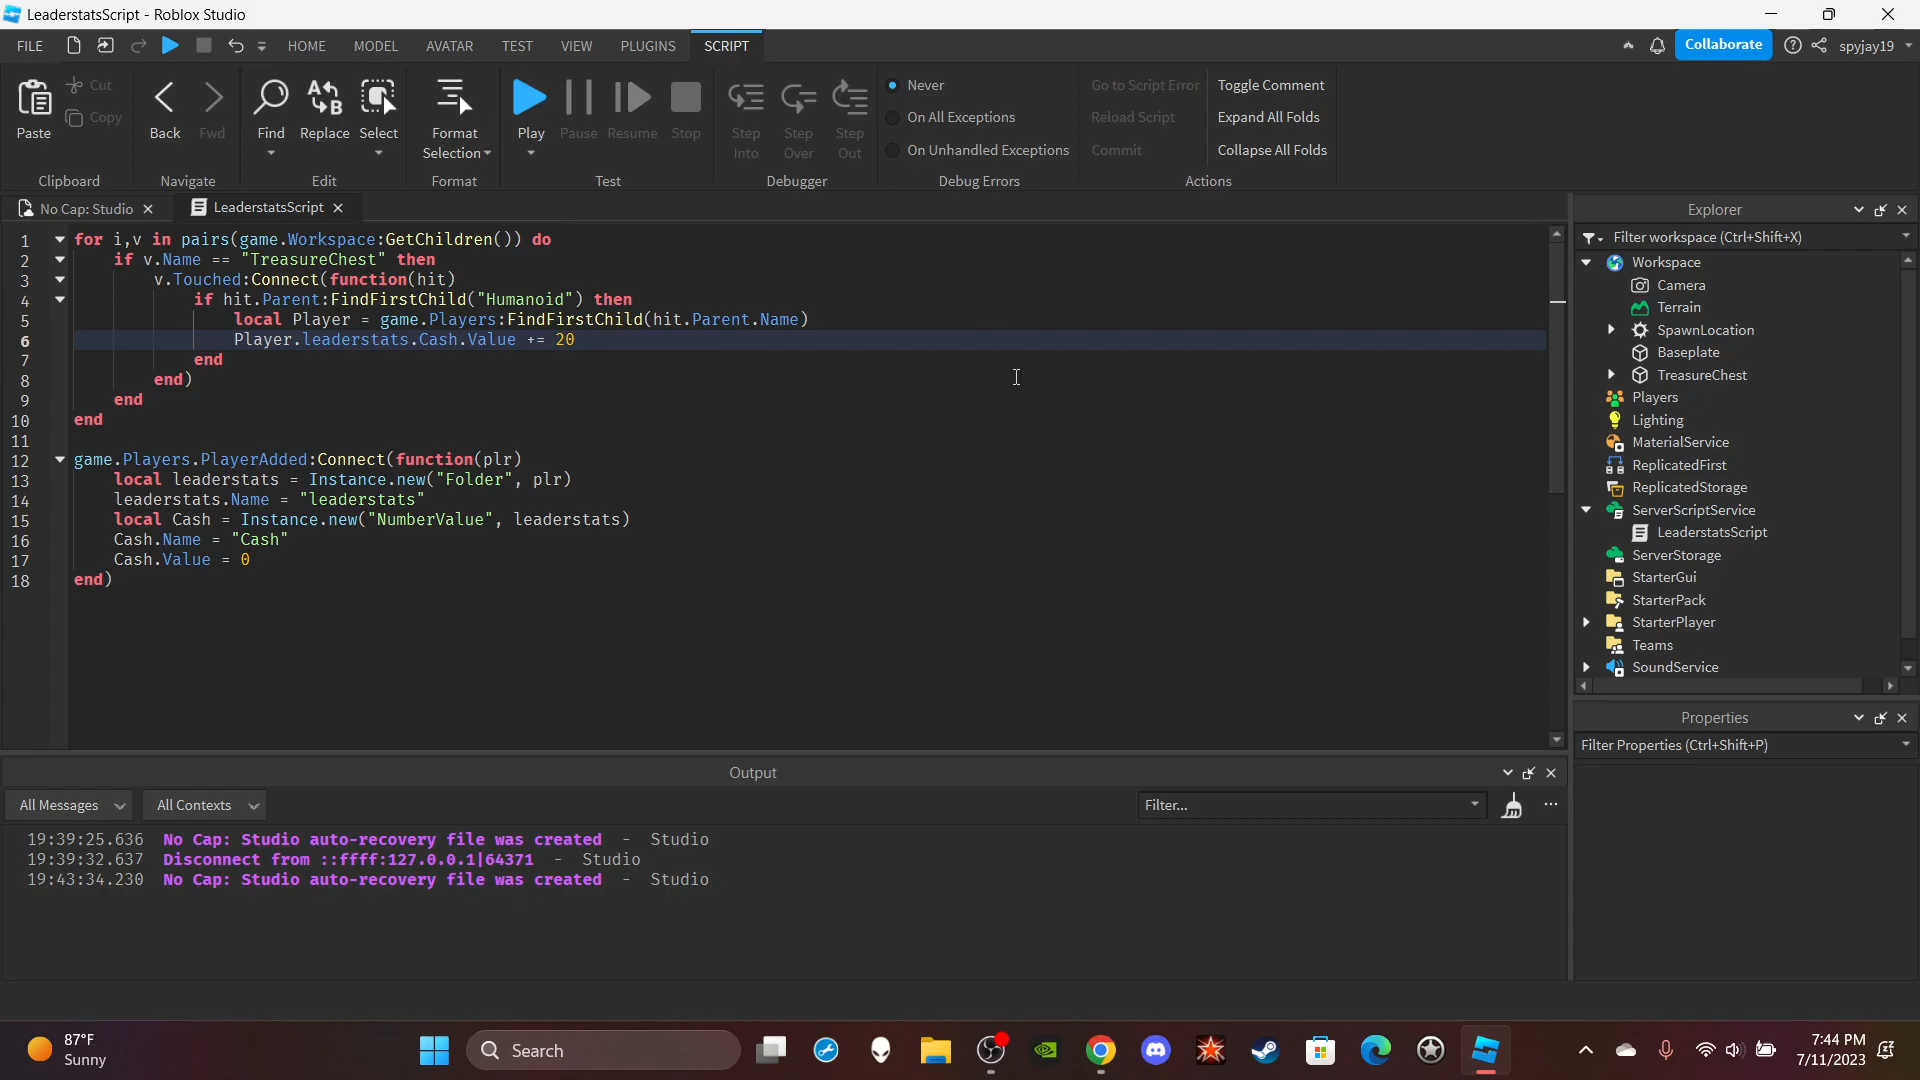 LeaderstatsScript - Roblox Studio
FILE HOME MODEL AVATAR TEST VIEW PLUGINS SCRIPT Collaborate spyjay19
Paste Cut Copy
Clipboard
Back Fwd
Navigate
Find Replace Select
Edit
Format Selection
Format
Play Pause Resume Stop
Test
Step Into Step Over Step Out
Debugger
Never
On All Exceptions
On Unhandled Exceptions
Debug Errors
Go to Script Error Toggle Comment
Reload Script Expand All Folds
Commit Collapse All Folds
Actions
No Cap: Studio LeaderstatsScript
1 for i,v in pairs(game.Workspace:GetChildren()) do
2 if v.Name == "TreasureChest" then
3 v.Touched:Connect(function(hit)
4 if hit.Parent:FindFirstChild("Humanoid") then
5 local Player = game.Players:FindFirstChild(hit.Parent.Name)
6 Player.leaderstats.Cash.Value += 20
7 end
8 end)
9 end
10 end
11
12 game.Players.PlayerAdded:Connect(function(plr)
13 local leaderstats = Instance.new("Folder", plr)
14 leaderstats.Name = "leaderstats"
15 local Cash = Instance.new("NumberValue", leaderstats)
16 Cash.Name = "Cash"
17 Cash.Value = 0
18 end)
Explorer
Filter workspace (Ctrl+Shift+X)
Workspace
Camera
Terrain
SpawnLocation
Baseplate
TreasureChest
Players
Lighting
MaterialService
ReplicatedFirst
ReplicatedStorage
ServerScriptService
LeaderstatsScript
ServerStorage
StarterGui
StarterPack
StarterPlayer
Teams
SoundService
Properties
Filter Properties (Ctrl+Shift+P)
Output
All Messages All Contexts Filter...
19:39:25.636 No Cap: Studio auto-recovery file was created - Studio
19:39:32.637 Disconnect from ::ffff:127.0.0.1|64371 - Studio
19:43:34.230 No Cap: Studio auto-recovery file was created - Studio
87°F
Sunny
Search
7:44 PM
7/11/2023